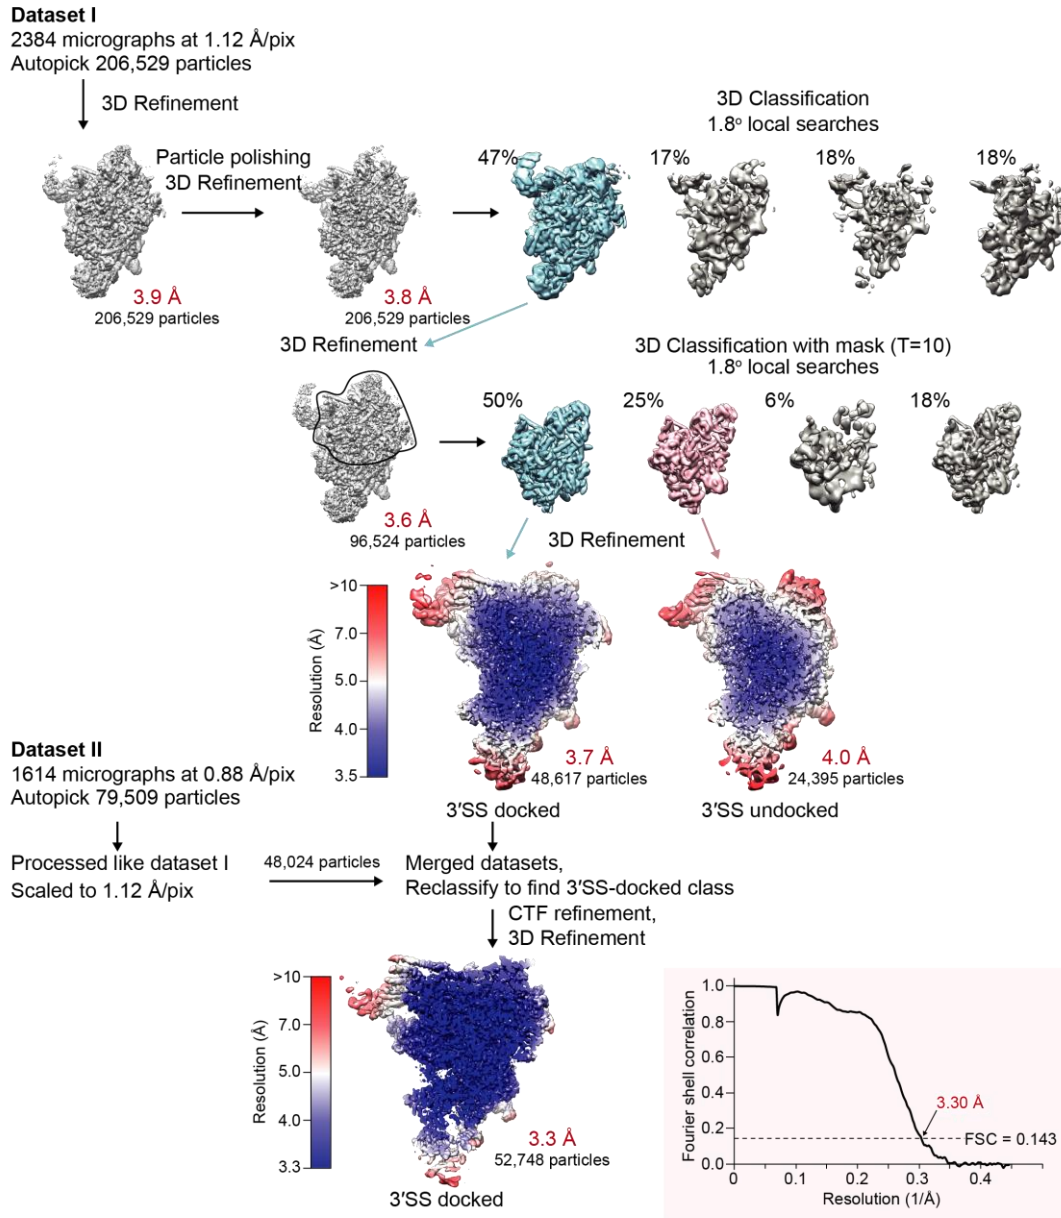 Dataset I
2384 micrographs at 1.12 Å/pix
Autopick 206,529 particles
3D Refinement
Particle polishing
3D Refinement
3D Classification
1.8º local searches
47%
17%
18%
18%
3.9 Å
206,529 particles
3.8 Å
206,529 particles
3D Refinement
3D Classification with mask (T=10)
1.8º local searches
50%
25%
6%
18%
3.6 Å
96,524 particles
3D Refinement
>10
7.0
5.0
4.0
3.5
Resolution (Å)
3.7 Å
48,617 particles
3′SS docked
4.0 Å
24,395 particles
3′SS undocked
Dataset II
1614 micrographs at 0.88 Å/pix
Autopick 79,509 particles
Processed like dataset I
Scaled to 1.12 Å/pix
48,024 particles
Merged datasets,
Reclassify to find 3′SS-docked class
CTF refinement,
3D Refinement
>10
7.0
5.0
4.0
3.3
Resolution (Å)
3.3 Å
52,748 particles
3′SS docked
Fourier shell correlation
1.0
0.8
0.6
0.4
0.2
0.0
3.30 Å
FSC = 0.143
0
0.1
0.2
0.3
0.4
Resolution (1/Å)